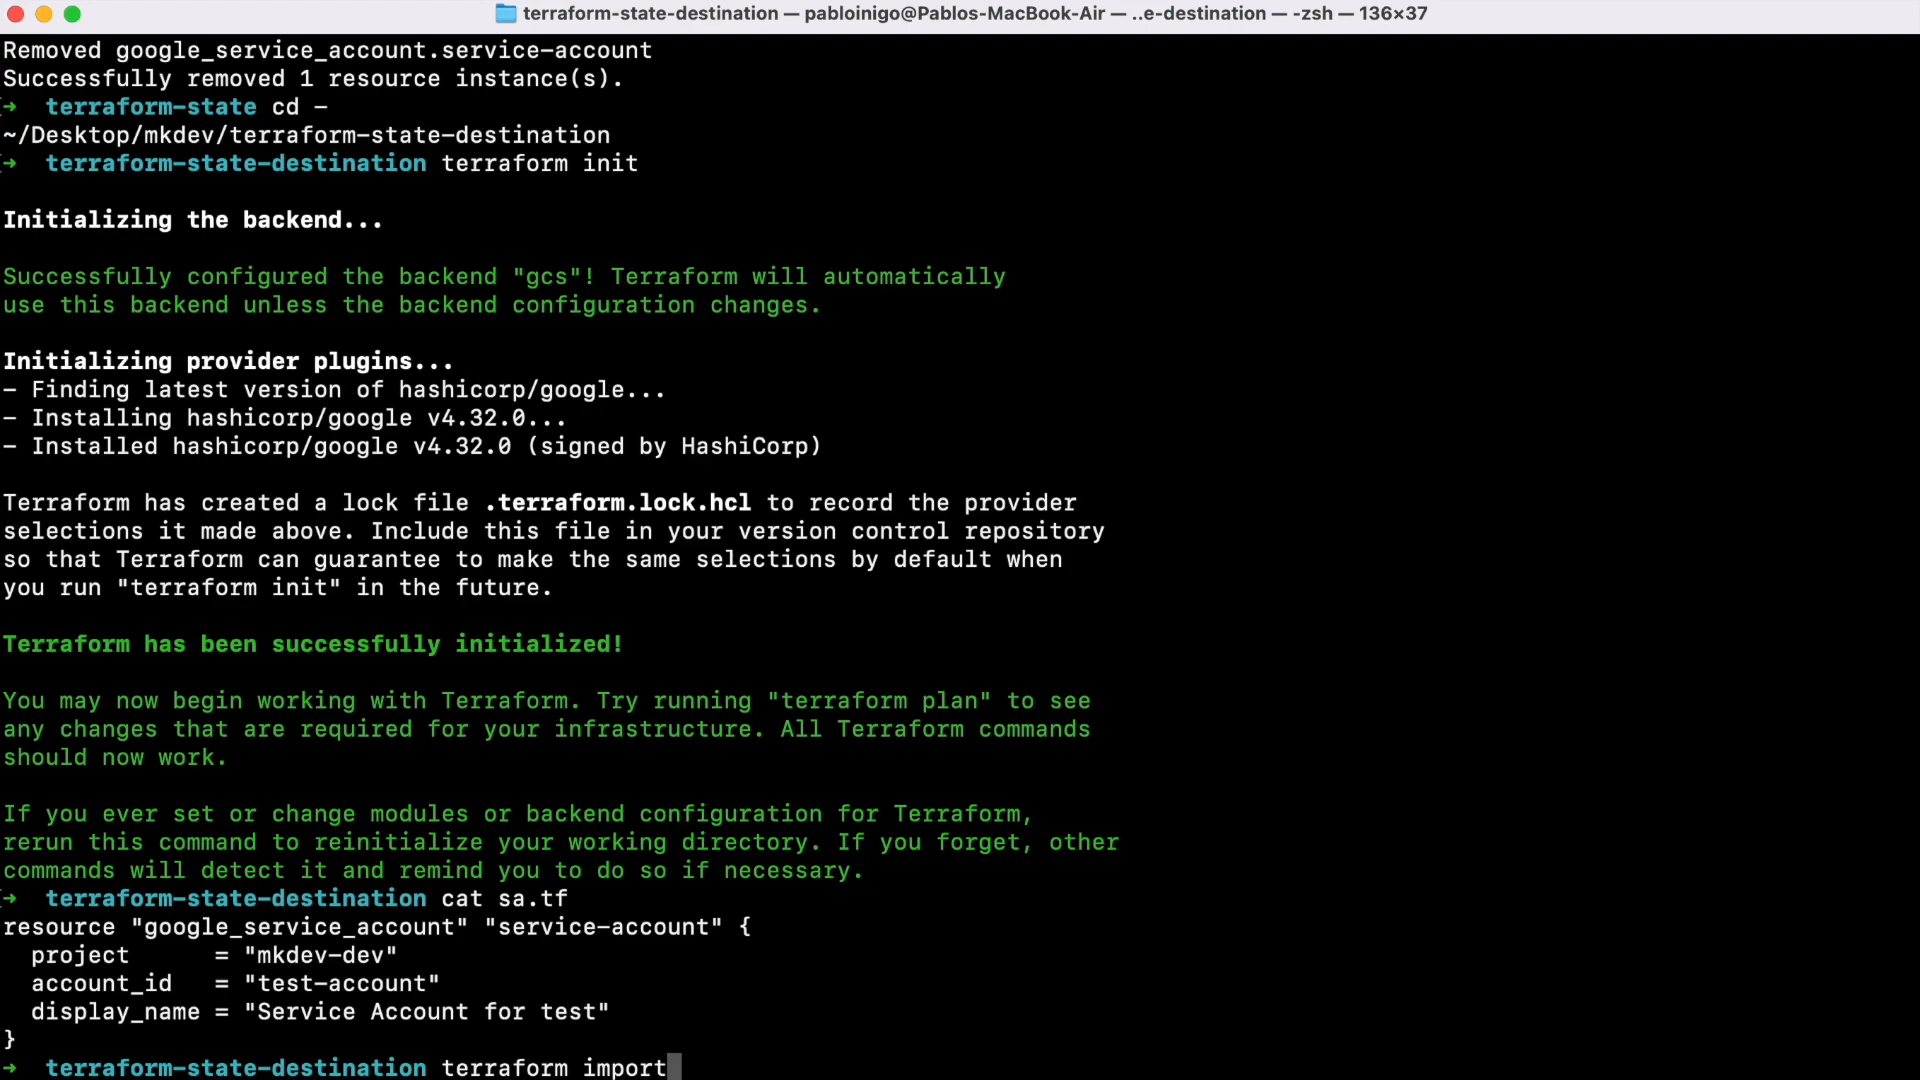 terraform-state-destination — pabloinigo@Pablos-MacBook-Air — ..e-destination — -zsh — 136×37
Removed google_service_account.service-account
Successfully removed 1 resource instance(s).
→  terraform-state cd -
~/Desktop/mkdev/terraform-state-destination
→  terraform-state-destination terraform init

Initializing the backend...

Successfully configured the backend "gcs"! Terraform will automatically
use this backend unless the backend configuration changes.

Initializing provider plugins...
- Finding latest version of hashicorp/google...
- Installing hashicorp/google v4.32.0...
- Installed hashicorp/google v4.32.0 (signed by HashiCorp)

Terraform has created a lock file .terraform.lock.hcl to record the provider
selections it made above. Include this file in your version control repository
so that Terraform can guarantee to make the same selections by default when
you run "terraform init" in the future.

Terraform has been successfully initialized!

You may now begin working with Terraform. Try running "terraform plan" to see
any changes that are required for your infrastructure. All Terraform commands
should now work.

If you ever set or change modules or backend configuration for Terraform,
rerun this command to reinitialize your working directory. If you forget, other
commands will detect it and remind you to do so if necessary.
→  terraform-state-destination cat sa.tf
resource "google_service_account" "service-account" {
  project      = "mkdev-dev"
  account_id   = "test-account"
  display_name = "Service Account for test"
}
→  terraform-state-destination terraform import